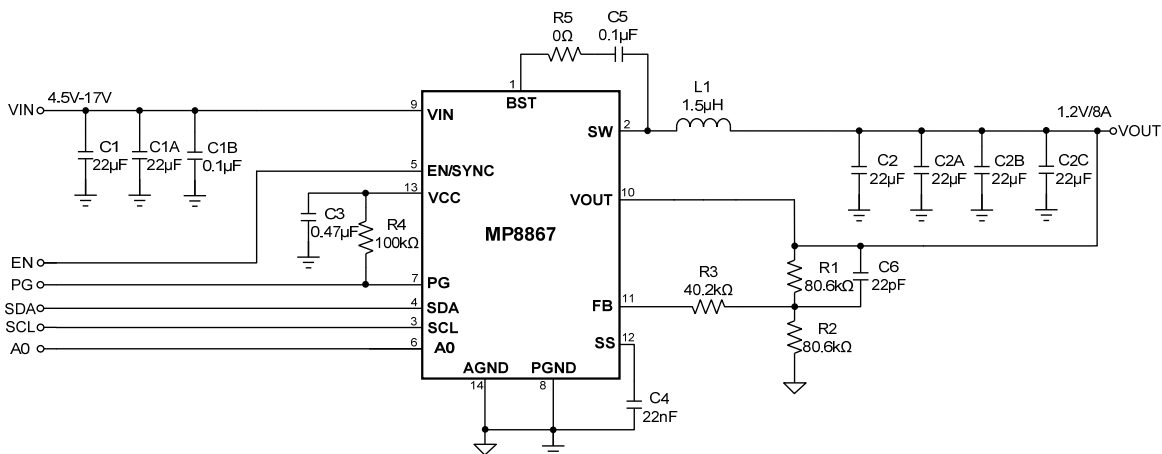 R5
0Ω
C5
0.1µF
1
BST
VIN
4.5V-17V
9
VIN
SW
2
L1
1.5µH
1.2V/8A
VOUT
C1
22µF
C1A
22µF
C1B
0.1µF
C2
22µF
C2A
22µF
C2B
22µF
C2C
22µF
5
EN/SYNC
13
VCC
VOUT
10
C3
0.47µF
R4
100kΩ
MP8867
EN
PG
7
PG
R1
80.6kΩ
C6
22pF
R3
40.2kΩ
FB
11
SDA
4
SDA
SCL
3
SCL
A0
6
A0
R2
80.6kΩ
SS
12
AGND
14
PGND
8
C4
22nF